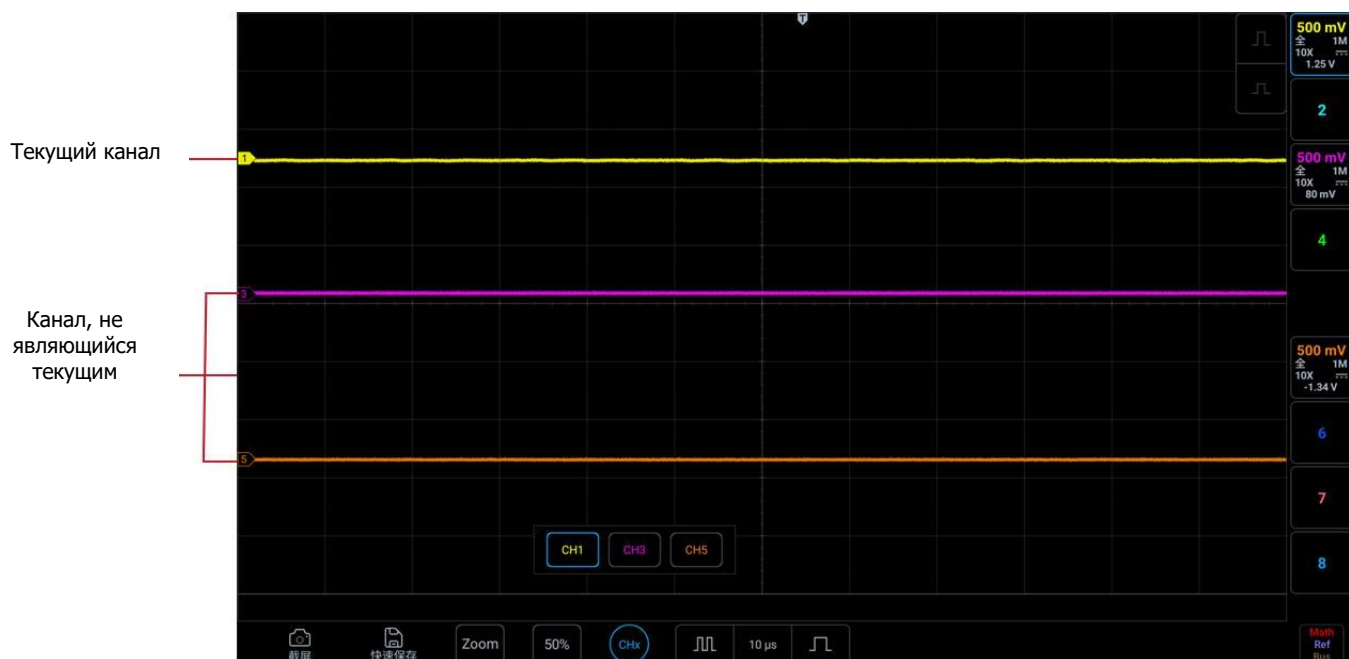 T
500 mV
全 1M
10X
1.25 V
2
Текущий канал
1
500 mV
全 1M
10X
80 mV
4
3
Канал, не
являющийся
текущим
500 mV
全 1M
10X
-1.34 V
6
5
7
CH1 CH3 CH5
8
截屏
快速保存
Zoom
50%
CHx
10 μs
Math
Ref
Bus